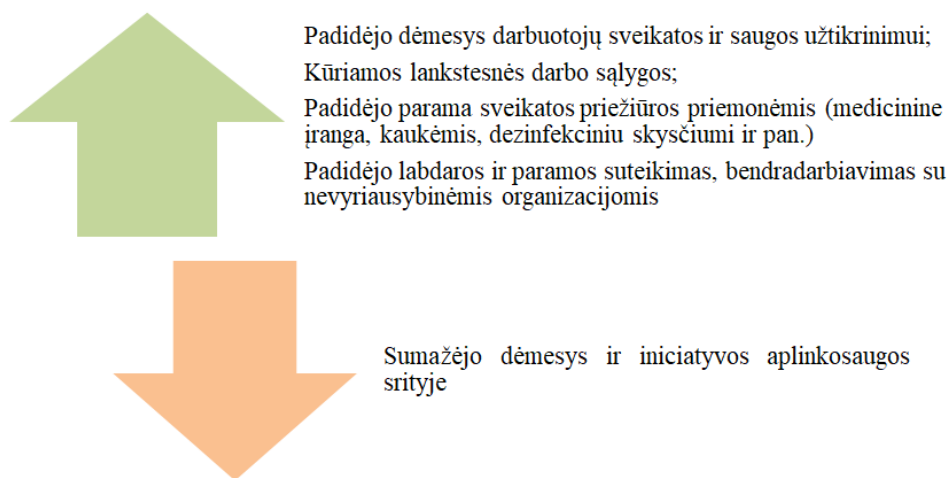 Padidėjo dėmesys darbuotojų sveikatos ir saugos užtikrinimui;
Kūriamos lankstesnės darbo sąlygos;
Padidėjo parama sveikatos priežiūros priemonėmis (medicinine
įranga, kaukėmis, dezinfekciniu skysčiumi ir pan.)
Padidėjo labdaros ir paramos suteikimas, bendradarbiavimas su
nevyriausybinėmis organizacijomis
Sumažėjo dėmesys ir iniciatyvos aplinkosaugos
srityje